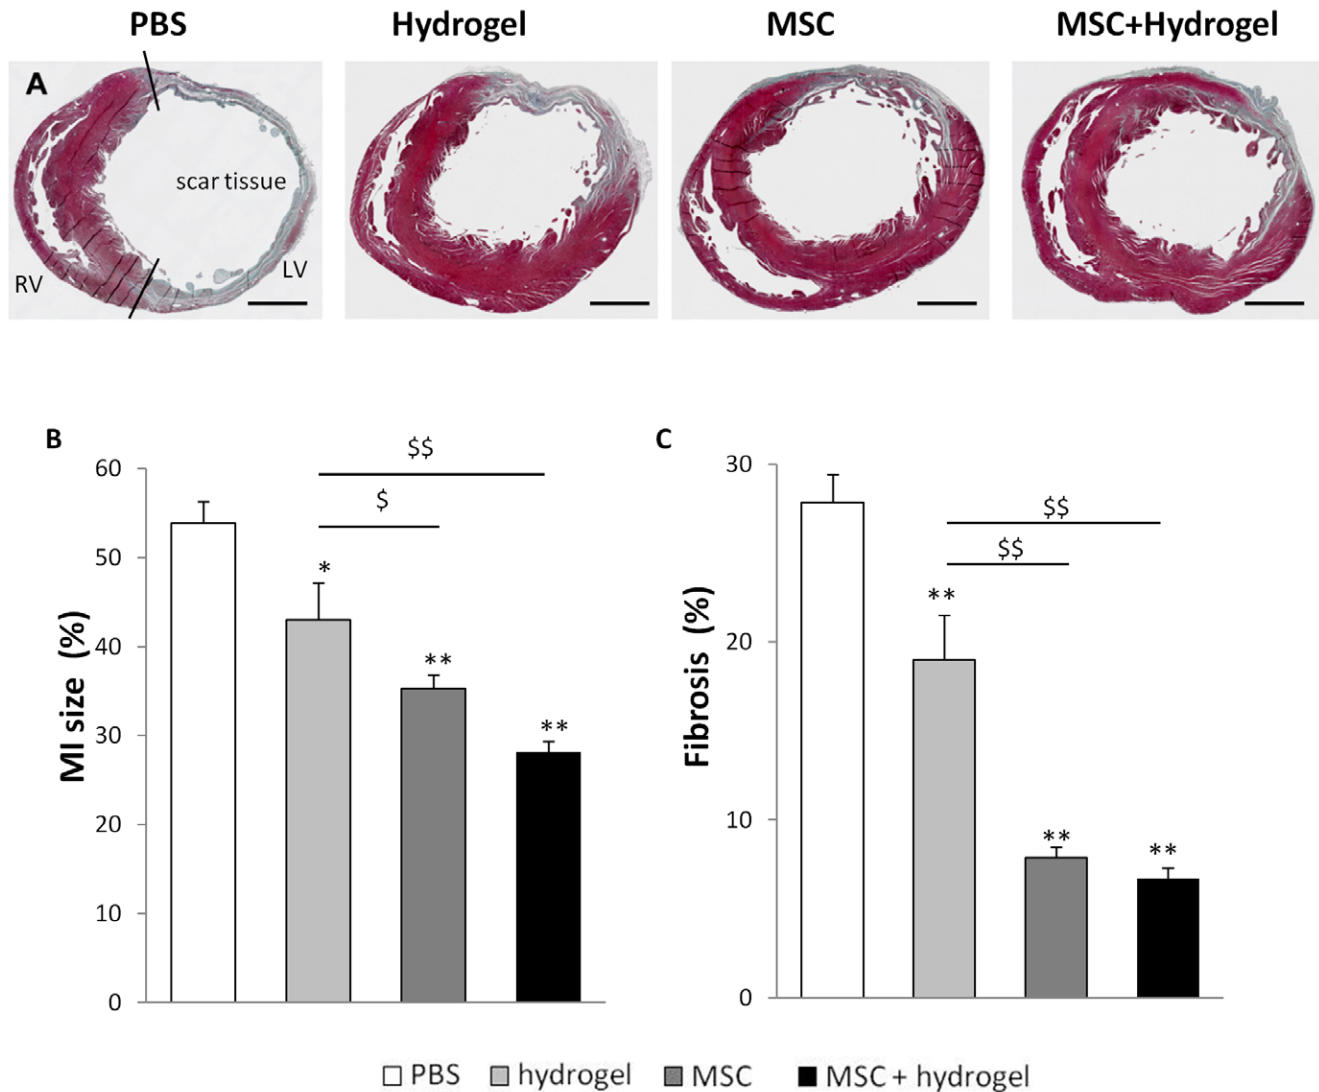 PBS Hydrogel MSC MSC+Hydrogel
A
scar tissue
RV
LV
B
C
$$
$
*
**
**
60
50
40
30
20
10
0
MI size (%)
$$
$$
**
**
**
30
20
10
0
Fibrosis (%)
PBS hydrogel MSC MSC + hydrogel